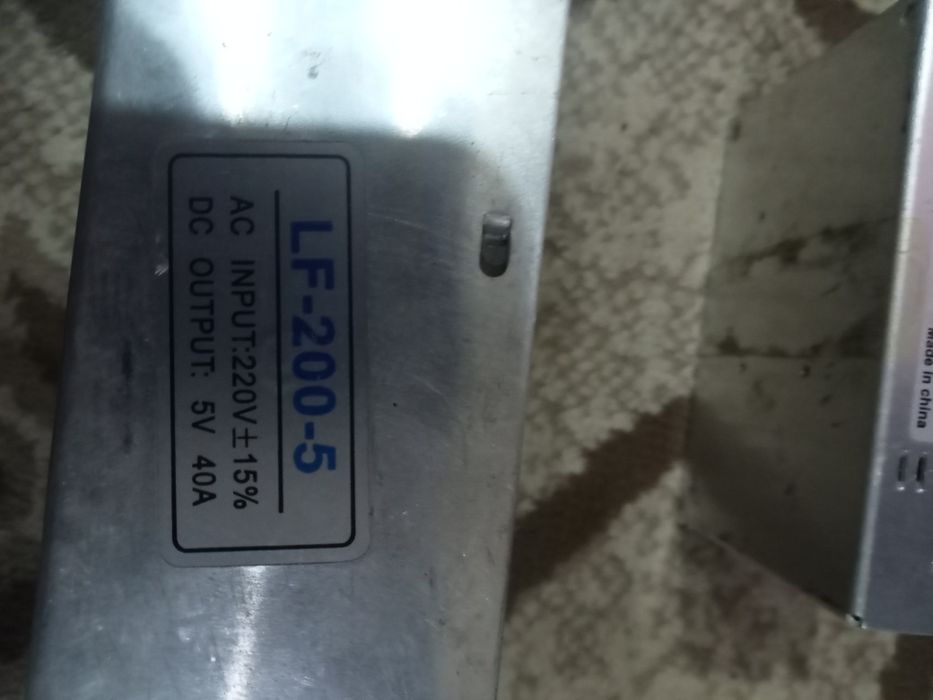 LF-200-5
AC INPUT:220V±15%
DC OUTPUT: 5V 40A
Made in china